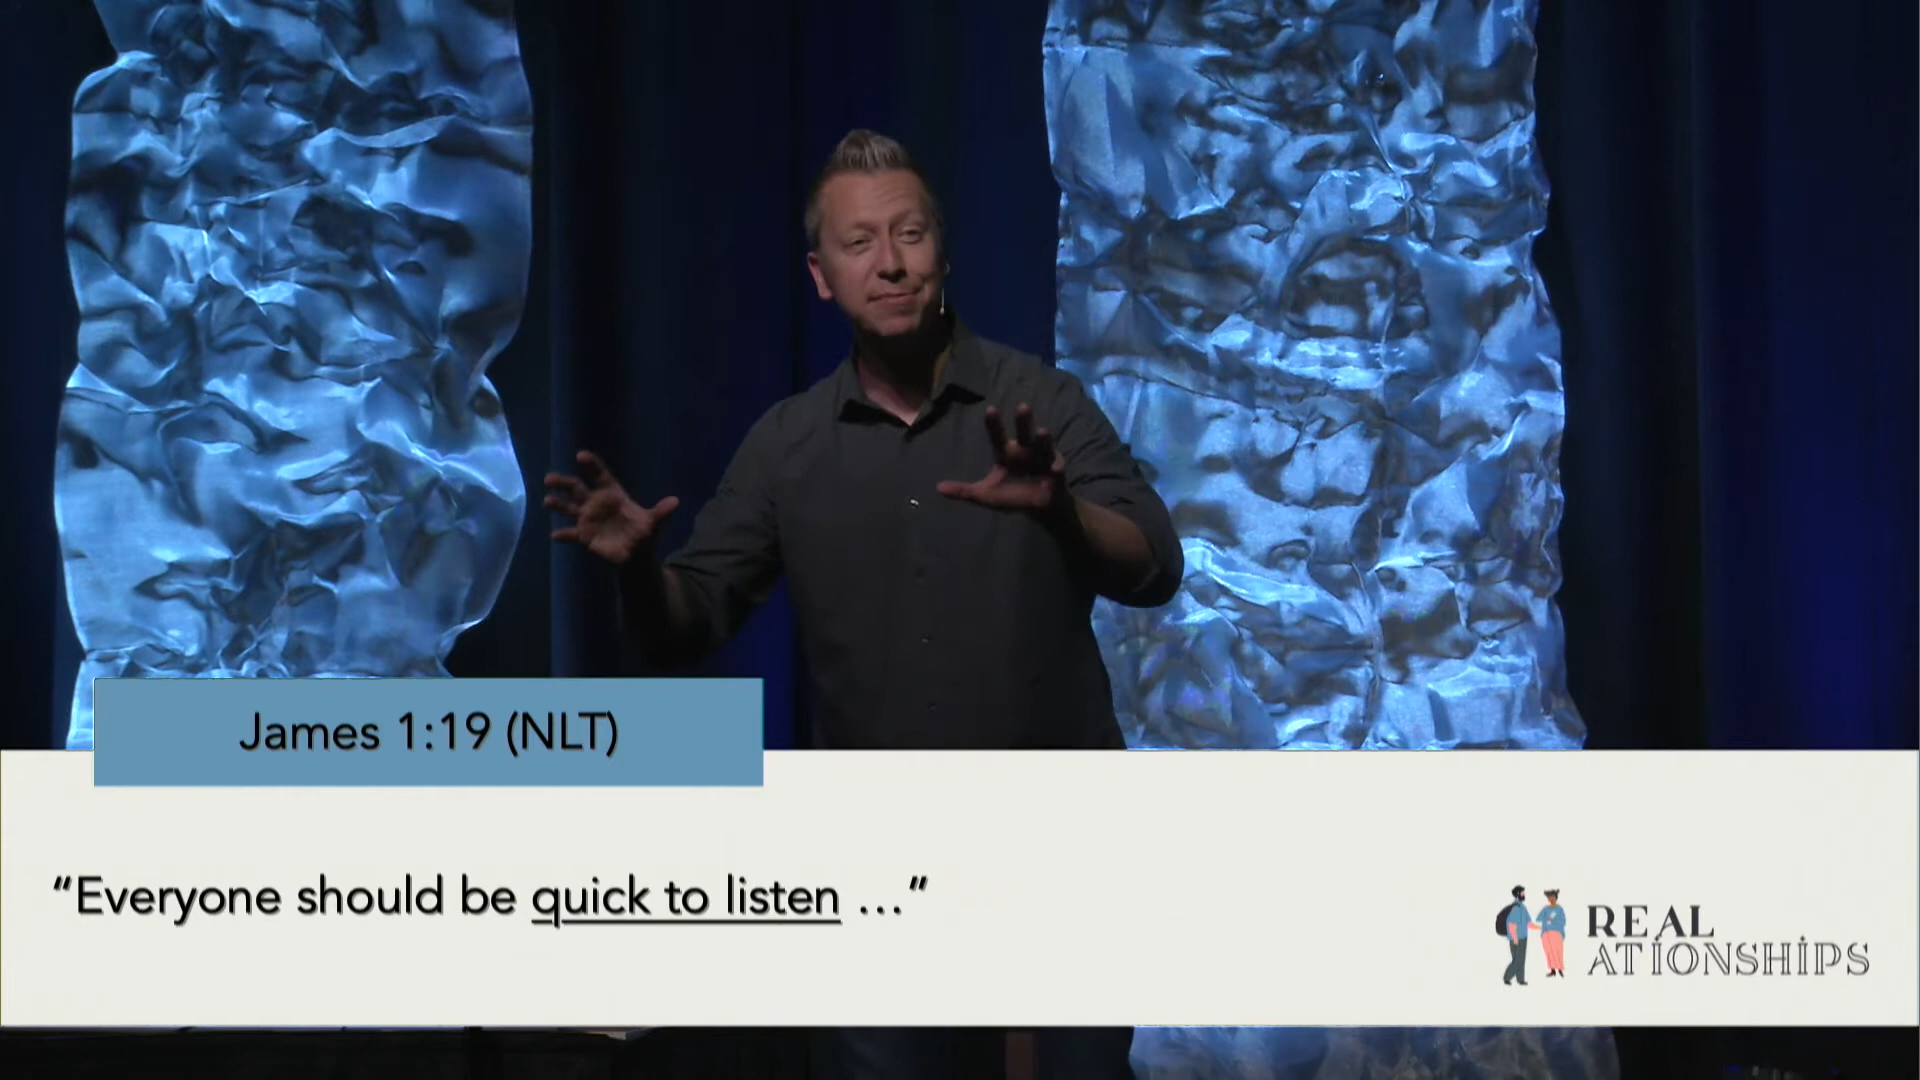 James 1:19 (NLT)
“Everyone should be quick to listen …”
REAL
ATIONSHIPS